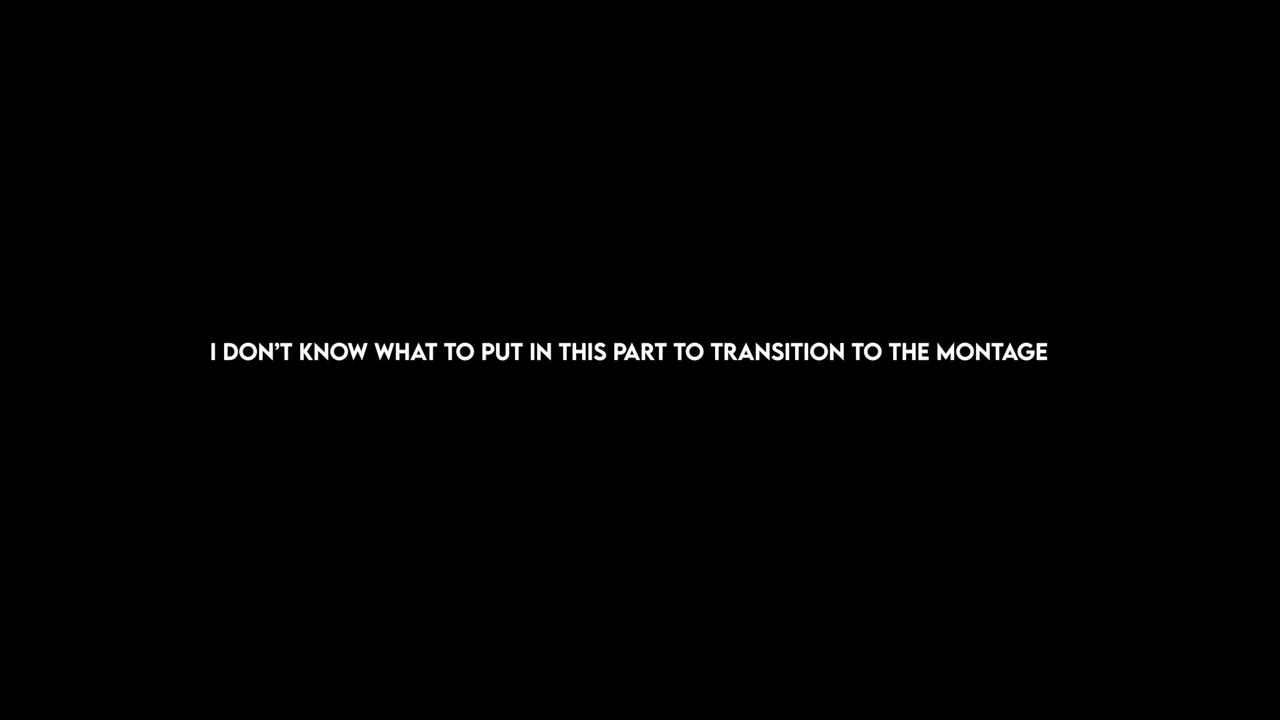 I DON’T KNOW WHAT TO PUT IN THIS PART TO TRANSITION TO THE MONTAGE